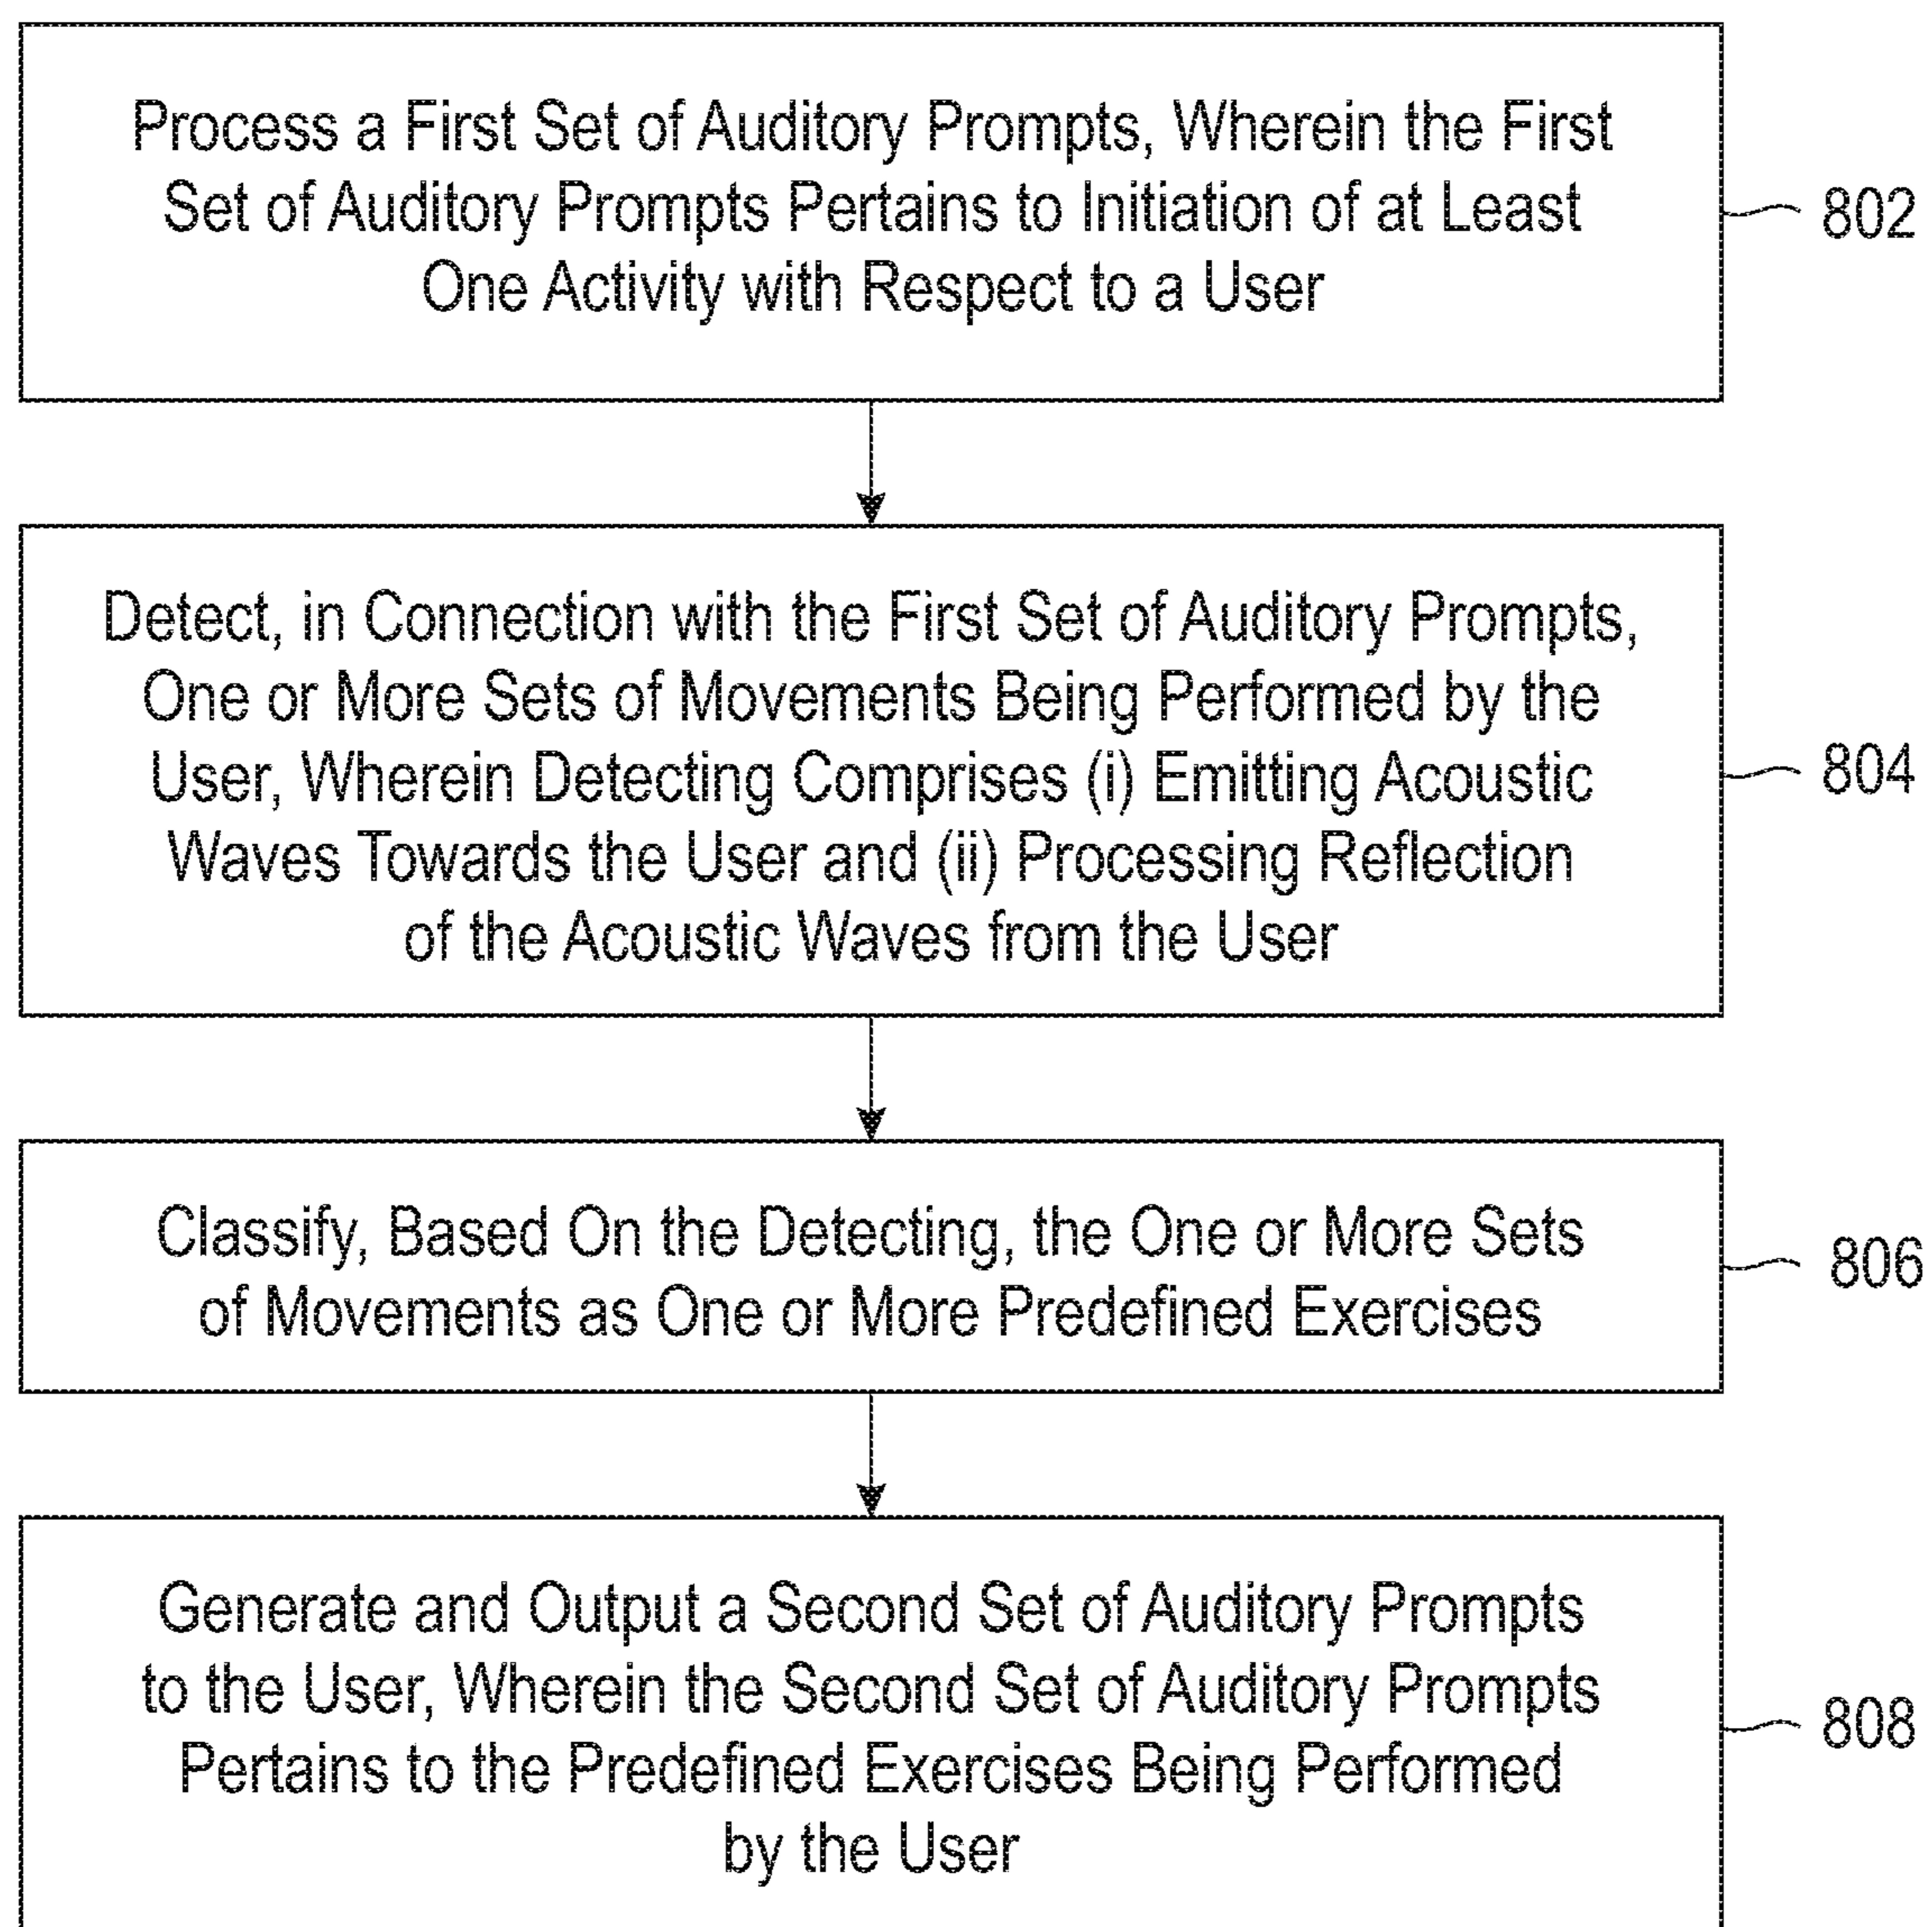 Process a First Set of Auditory Prompts, Wherein the First
Set of Auditory Prompts Pertains to Initiation of at Least
One Activity with Respect to a User
802
Detect, in Connection with the First Set of Auditory Prompts,
One or More Sets of Movements Being Performed by the
User, Wherein Detecting Comprises (i) Emitting Acoustic
Waves Towards the User and (ii) Processing Reflection
of the Acoustic Waves from the User
804
Classify, Based On the Detecting, the One or More Sets
of Movements as One or More Predefined Exercises
806
Generate and Output a Second Set of Auditory Prompts
to the User, Wherein the Second Set of Auditory Prompts
Pertains to the Predefined Exercises Being Performed
by the User
808